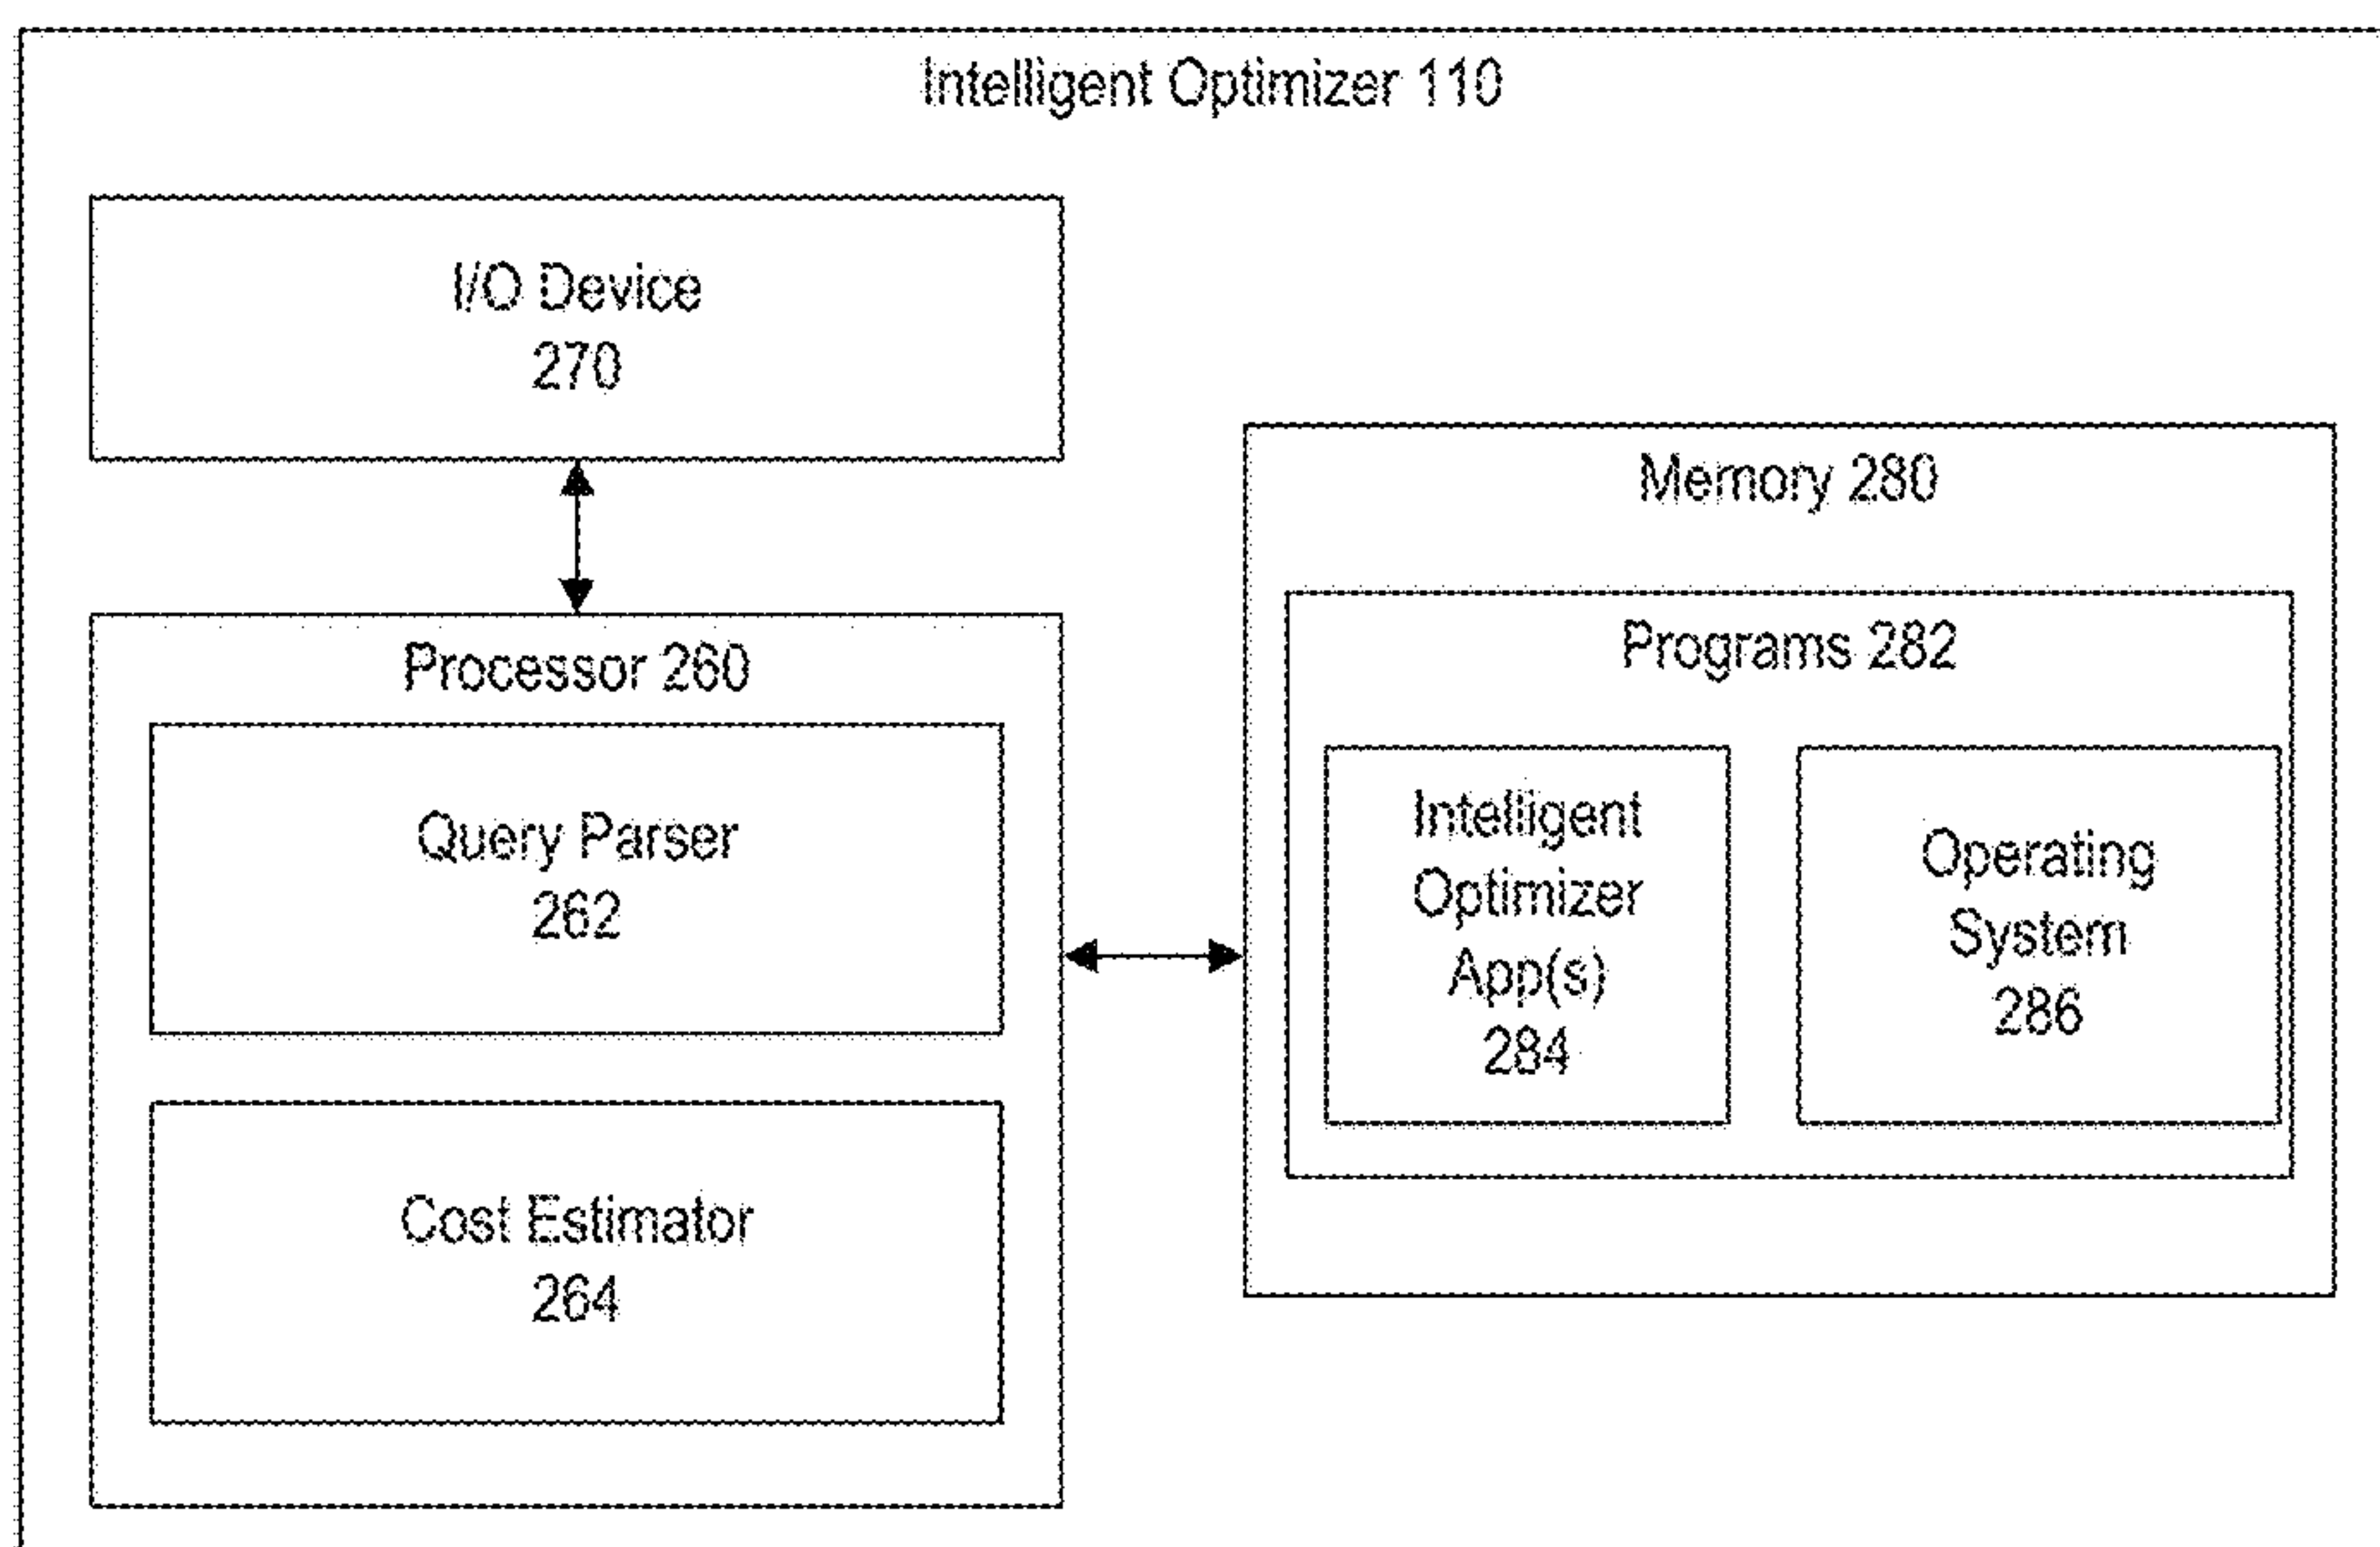 Intelligent Optimizer 110
I/O Device
270
Processor 260
Query Parser
262
Cost Estimator
264
Memory 280
Programs 282
Intelligent
Optimizer
App(s)
284
Operating
System
286